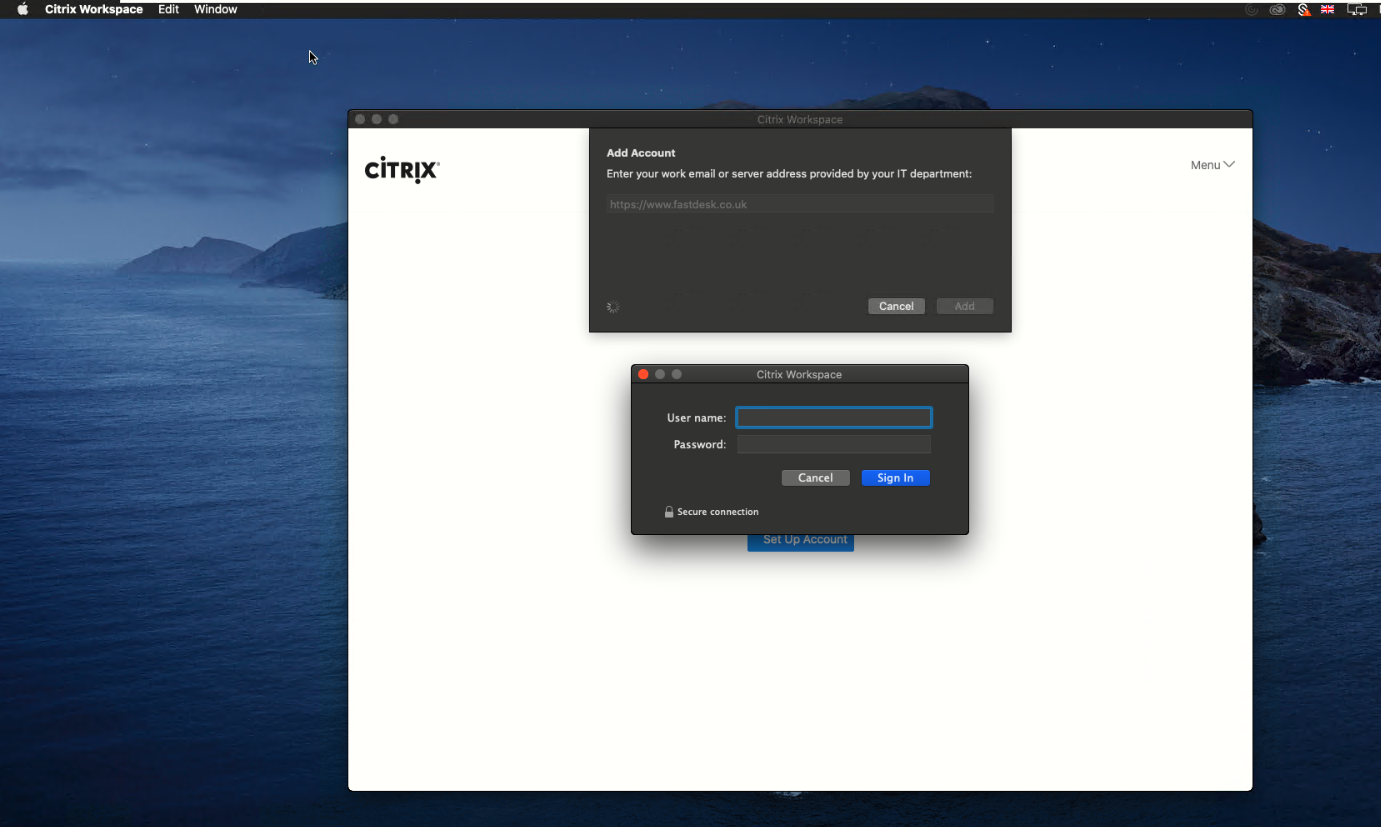 Citrix Workspace Edit Window
Citrix Workspace
CİTRIX
Menu
Add Account
Enter your work email or server address provided by your IT department:
https://www.fastdesk.co.uk
Cancel Add
Citrix Workspace
User name:
Password:
Cancel Sign In
Secure connection
Set Up Account